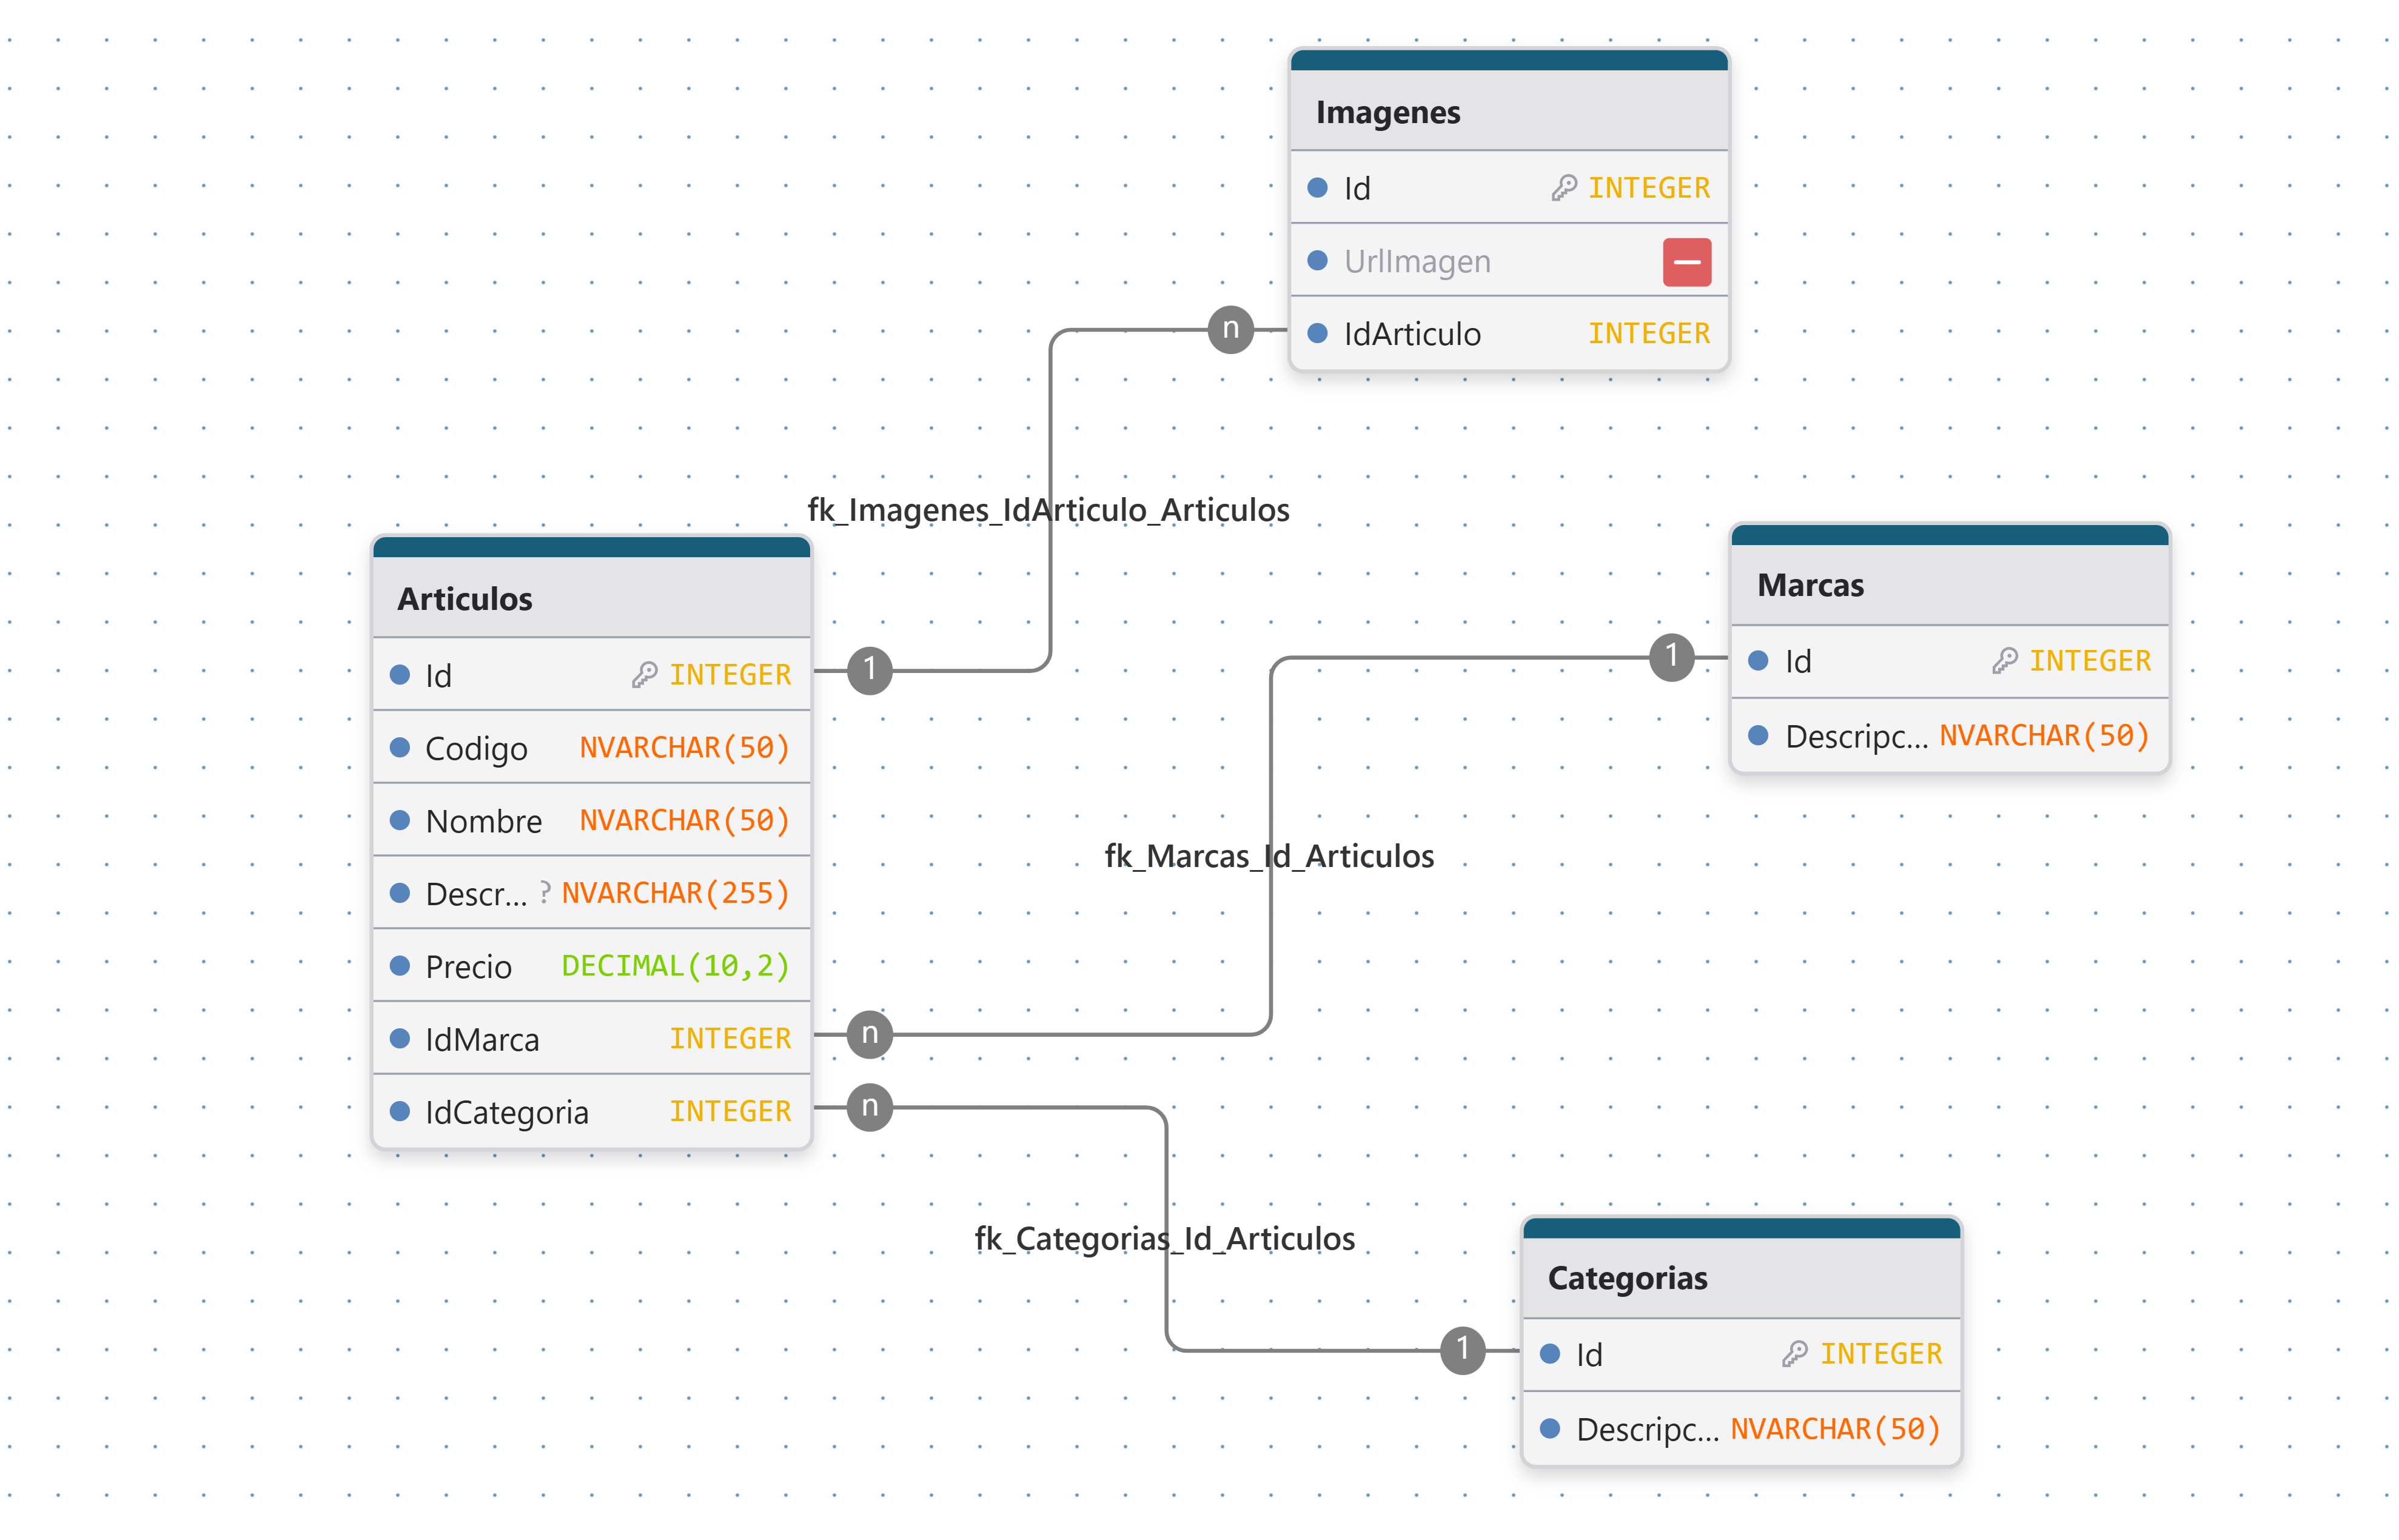 Imagenes
Id INTEGER
UrlImagen
IdArticulo INTEGER
n
fk_Imagenes_IdArticulo_Articulos
1
Articulos
Id INTEGER
Codigo NVARCHAR(50)
Nombre NVARCHAR(50)
Descr... ? NVARCHAR(255)
Precio DECIMAL(10,2)
IdMarca INTEGER
IdCategoria INTEGER
Marcas
Id INTEGER
Descripc... NVARCHAR(50)
1
fk_Marcas_Id_Articulos
n
n
fk_Categorias_Id_Articulos
1
Categorias
Id INTEGER
Descripc... NVARCHAR(50)